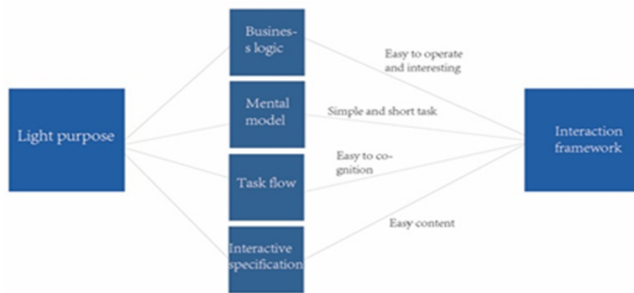 Busines-
s logic
Easy to operate
and interesting
Mental
model
Simple and short task
Light purpose
Interaction
framework
Easy to co-
gnition
Task flow
Easy content
Interactive
specification